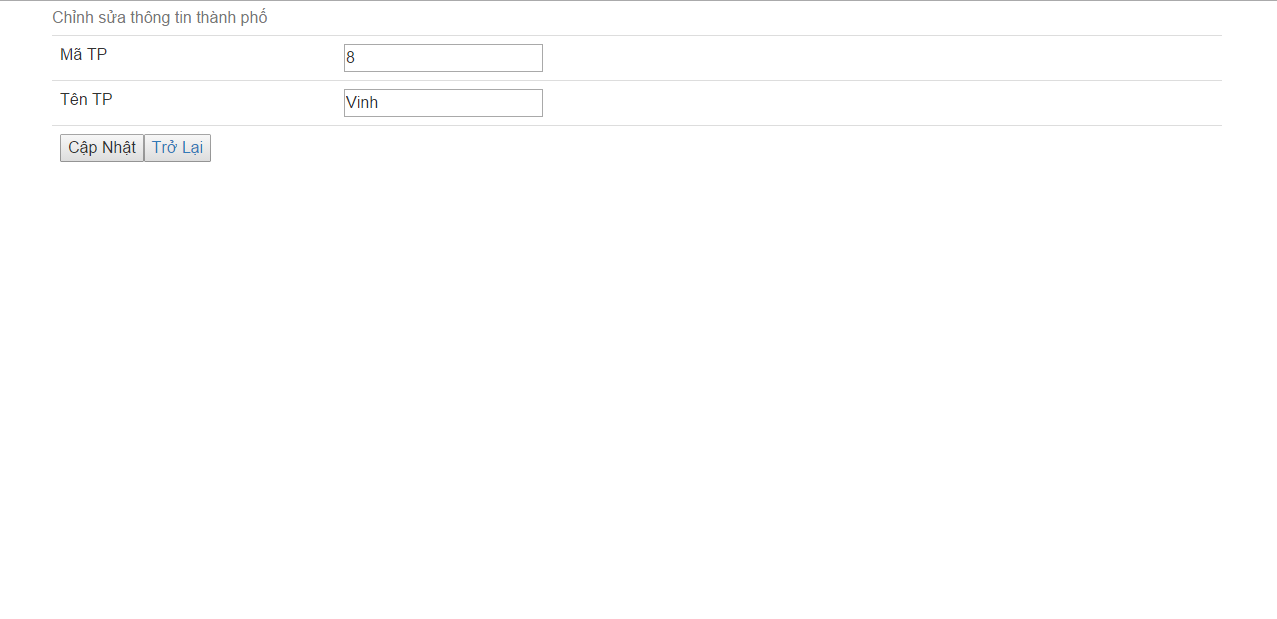 Chỉnh sửa thông tin thành phố
Mã TP 8
Tên TP Vinh
Cập Nhật Trở Lại